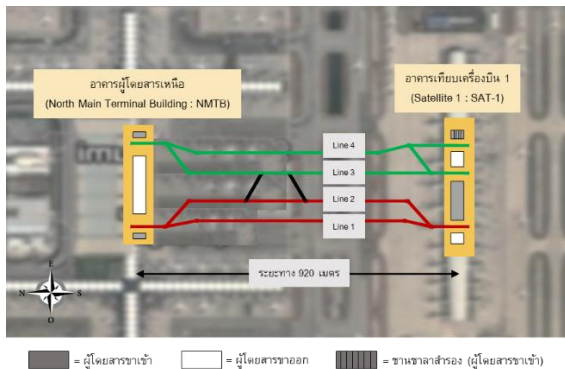 อาคารผู้โดยสารเหนือ
(North Main Terminal Building : NMTB)
อาคารเทียบเครื่องบิน 1
(Satellite 1 : SAT-1)
Line 4
Line 3
Line 2
Line 1
ระยะทาง 920 เมตร
E
N
S
O
= ผู้โดยสารขาเข้า
= ผู้โดยสารขาออก
= ชานชาลาสำรอง (ผู้โดยสารขาเข้า)